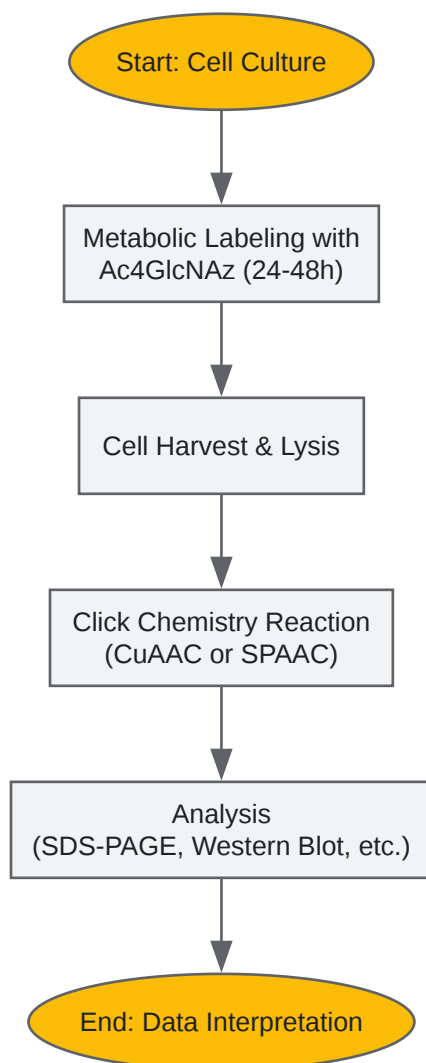 Start: Cell Culture
Metabolic Labeling with
Ac4GlcNAz (24-48h)
Cell Harvest & Lysis
Click Chemistry Reaction
(CuAAC or SPAAC)
Analysis
(SDS-PAGE, Western Blot, etc.)
End: Data Interpretation